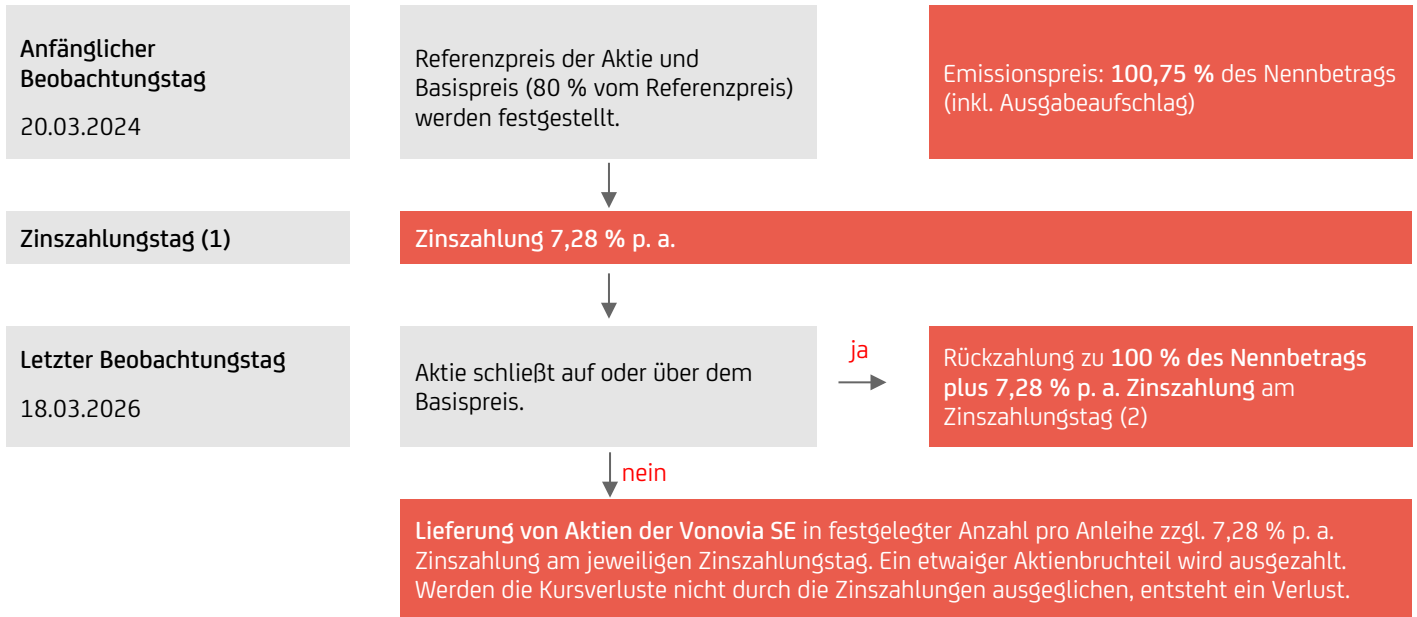 Anfänglicher
Beobachtungstag
20.03.2024
Referenzpreis der Aktie und
Basispreis (80 % vom Referenzpreis)
werden festgestellt.
Emissionspreis: 100,75 % des Nennbetrags
(inkl. Ausgabeaufschlag)
Zinszahlungstag (1)
Zinszahlung 7,28 % p. a.
Letzter Beobachtungstag
18.03.2026
Aktie schließt auf oder über dem
Basispreis.
ja
Rückzahlung zu 100 % des Nennbetrags
plus 7,28 % p. a. Zinszahlung am
Zinszahlungstag (2)
nein
Lieferung von Aktien der Vonovia SE in festgelegter Anzahl pro Anleihe zzgl. 7,28 % p. a.
Zinszahlung am jeweiligen Zinszahlungstag. Ein etwaiger Aktienbruchteil wird ausgezahlt.
Werden die Kursverluste nicht durch die Zinszahlungen ausgeglichen, entsteht ein Verlust.